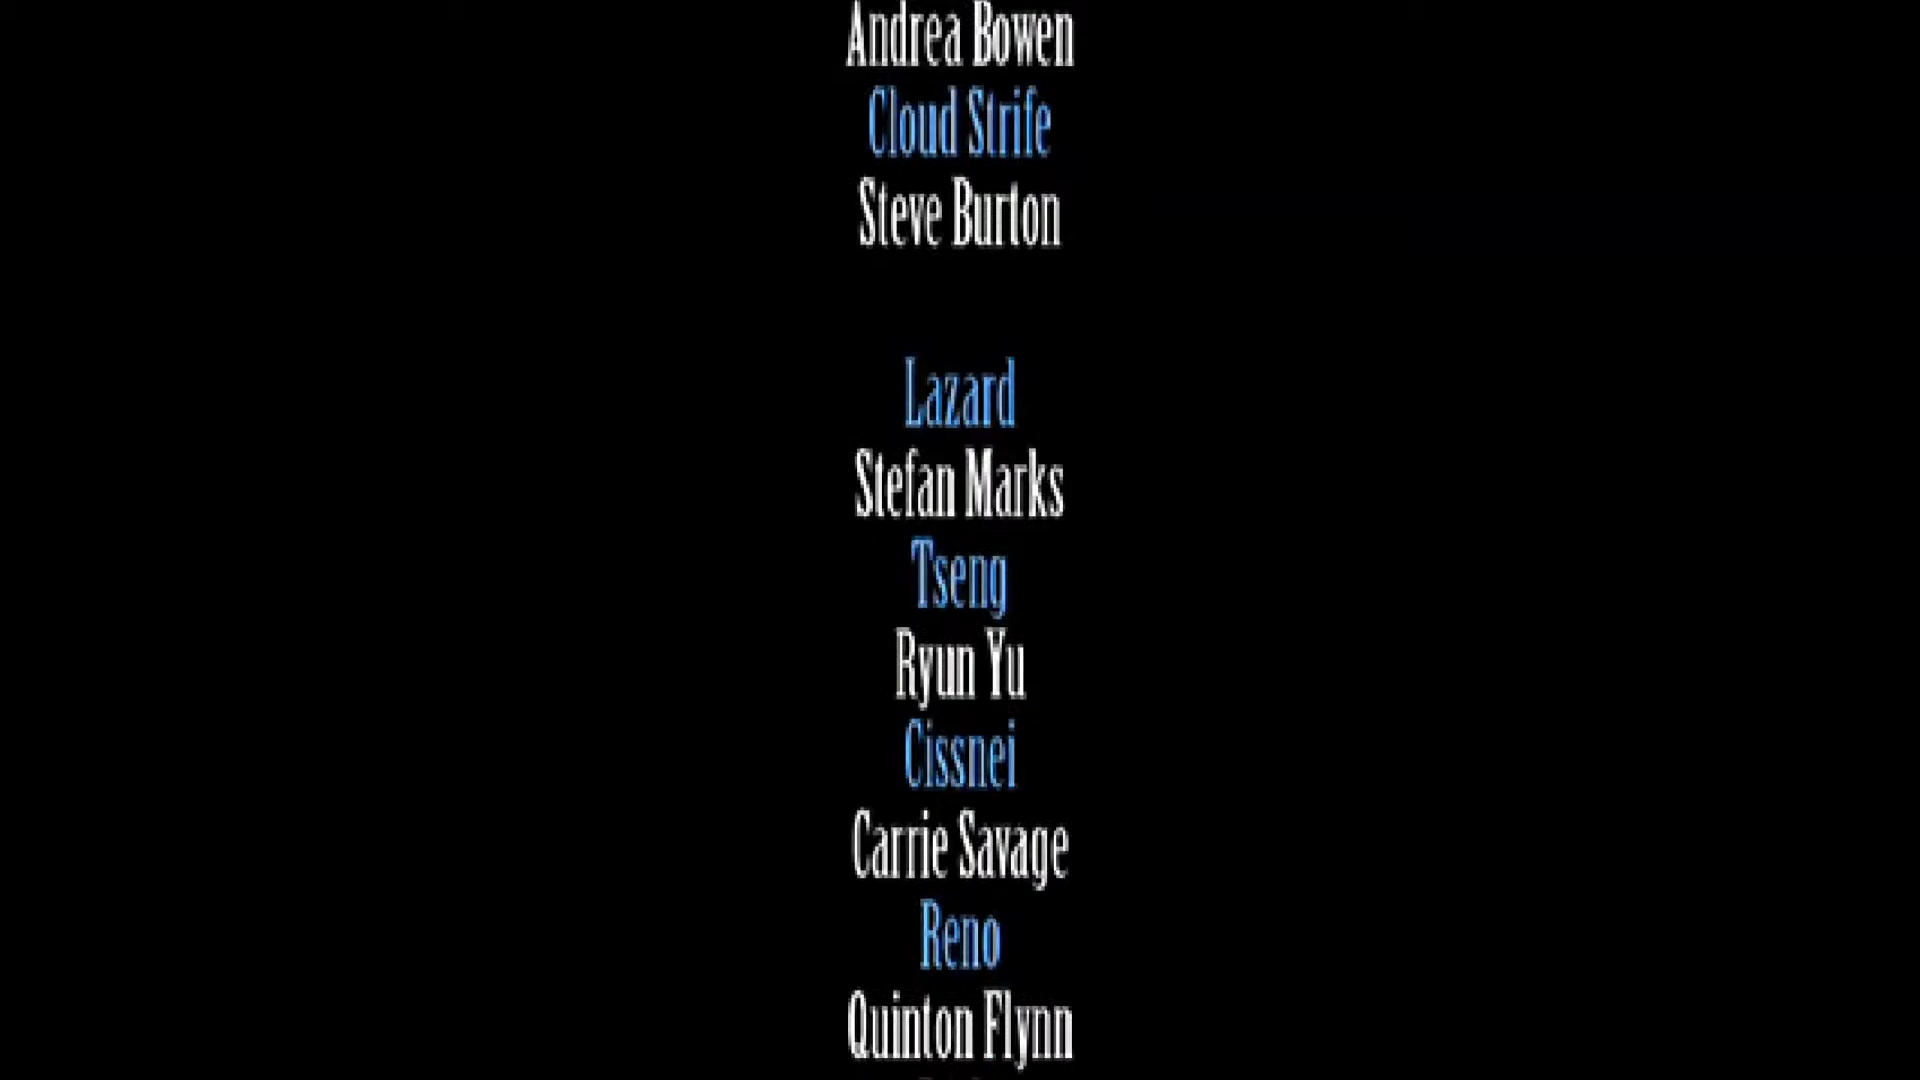 Andrea Bowen
Cloud Strife
Steve Burton
Lazard
Stefan Marks
Tseng
Ryun Yu
Cissnei
Carrie Savage
Reno
Quinton Flynn